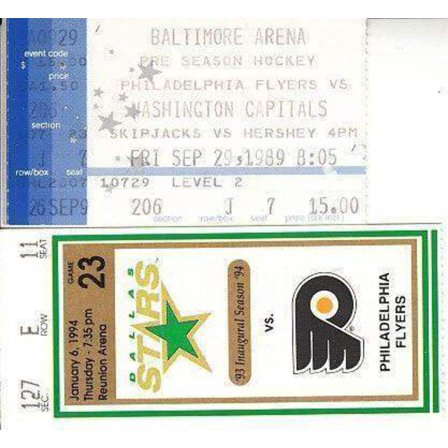 event code
$ price
section
row/box seat
BALTIMORE ARENA
PRE SEASON HOCKEY
PHILADELPHIA FLYERS VS
WASHINGTON CAPITALS
SKIPJACKS VS HERSHEY 4PM
FRI SEP 29,1989 8:05
10729 LEVEL 2
section row/box seat
26SEP9 206 J 7 15.00
127 SEC.
E ROW
11 SEAT
January 6, 1994
Thursday - 7:35 pm
Reunion Arena
GAME
23
DALLAS
STARS
'93 Inaugural Season '94
VS.
PHILADELPHIA
FLYERS